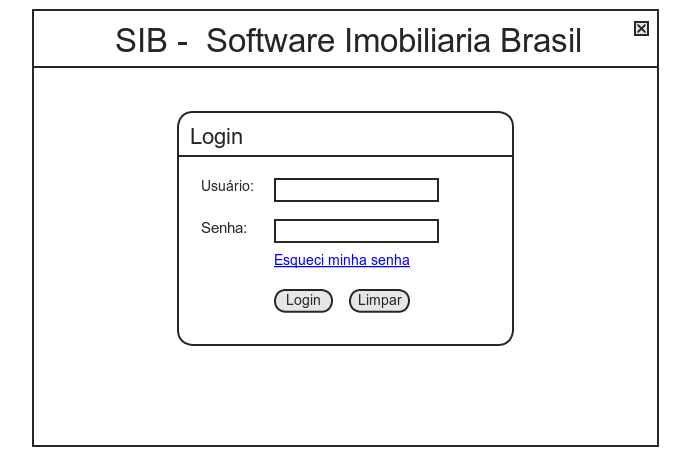 SIB - Software Imobiliaria Brasil
Login
Usuário:
Senha:
Esqueci minha senha
Login Limpar